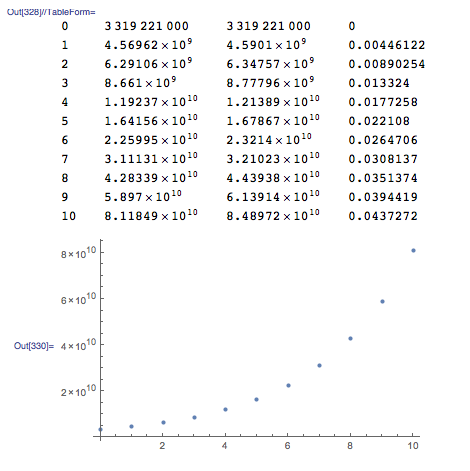 Out[328]//TableForm=
0 3 319 221 000 3 319 221 000 0
1 4.56962 × 10^9 4.5901 × 10^9 0.00446122
2 6.29106 × 10^9 6.34757 × 10^9 0.00890254
3 8.661 × 10^9 8.77796 × 10^9 0.013324
4 1.19237 × 10^10 1.21389 × 10^10 0.0177258
5 1.64156 × 10^10 1.67867 × 10^10 0.022108
6 2.25995 × 10^10 2.3214 × 10^10 0.0264706
7 3.11131 × 10^10 3.21023 × 10^10 0.0308137
8 4.28339 × 10^10 4.43938 × 10^10 0.0351374
9 5.897 × 10^10 6.13914 × 10^10 0.0394419
10 8.11849 × 10^10 8.48972 × 10^10 0.0437272
8 × 10^10
6 × 10^10
Out[330]= 4 × 10^10
2 × 10^10
2 4 6 8 10